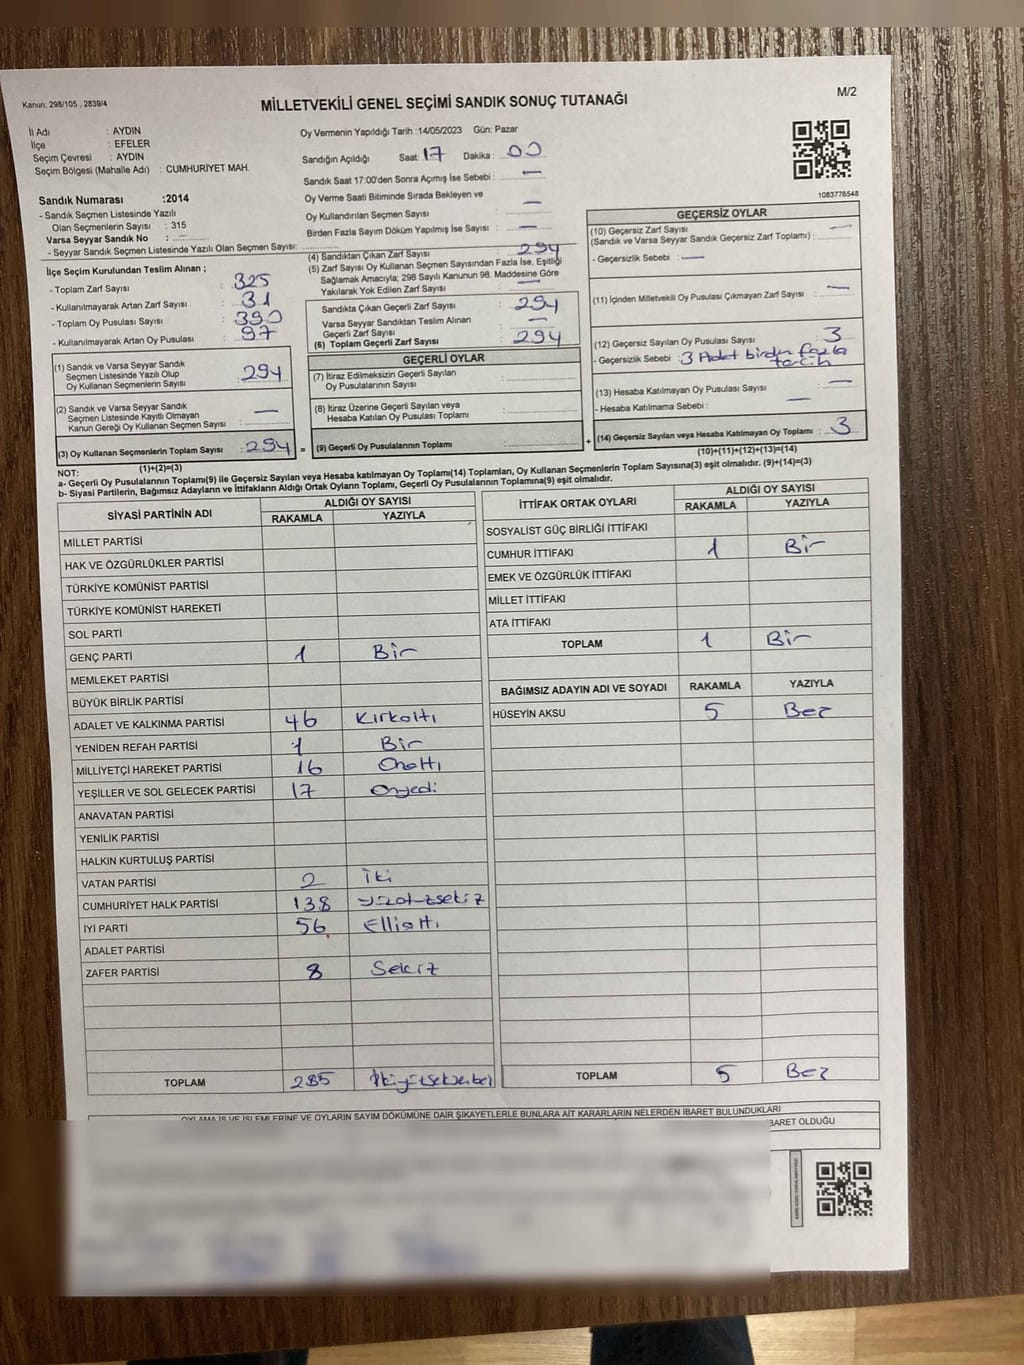 Kanun: 298/105 , 2839/4
MİLLETVEKİLİ GENEL SEÇİMİ SANDIK SONUÇ TUTANAĞI
M/2
İl Adı : AYDIN
İlçe : EFELER
Seçim Çevresi : AYDIN
Seçim Bölgesi (Mahalle Adı) : CUMHURİYET MAH.
Oy Vermenin Yapıldığı Tarih :14/05/2023 Gün: Pazar
Sandığın Açıldığı Saat: 17 Dakika: 00
Sandık Saat 17:00'den Sonra Açımış İse Sebebi : —
Oy Verme Saati Bitiminde Sırada Bekleyen ve
Oy Kullandırılan Seçmen Sayısı : —
Birden Fazla Sayım Döküm Yapılmış İse Sayısı : —
1083776548
Sandık Numarası :2014
- Sandık Seçmen Listesinde Yazılı
Olan Seçmenlerin Sayısı : 315
Varsa Seyyar Sandık No : —
- Seyyar Seçmen Listesinde Yazılı Olan Seçmen Sayısı:
İlçe Seçim Kurulundan Teslim Alınan ;
- Toplam Zarf Sayısı : 325
- Kullanılmayarak Artan Zarf Sayısı : 31
- Toplam Oy Pusulası Sayısı : 390
- Kullanılmayarak Artan Oy Pusulası : 97
(1) Sandık ve Varsa Seyyar Sandık
Seçmen Listesinde Yazılı Olup
Oy Kullanan Seçmenlerin Sayısı : 294
(2) Sandık ve Varsa Seyyar Sandık
Seçmen Listesinde Kayıtlı Olmayan
Kanun Gereği Oy Kullanan Seçmen Sayısı : —
(3) Oy Kullanan Seçmenlerin Toplam Sayısı : 294 =
(1)+(2)=(3)
(4) Sandıktan Çıkan Zarf Sayısı : 294
(5) Zarf Sayısı Oy Kullanan Seçmen Sayısından Fazla İse, Eşitliği
Sağlamak Amacıyla; 298 Sayılı Kanunun 98. Maddesine Göre
Yakılarak Yok Edilen Zarf Sayısı : —
Sandıkta Çıkan Geçerli Zarf Sayısı : 294
Varsa Seyyar Sandıktan Teslim Alınan
Geçerli Zarf Sayısı : —
(6) Toplam Geçerli Zarf Sayısı : 294
GEÇERLİ OYLAR
(7) İtiraz Edilmeksizin Geçerli Sayılan
Oy Pusulalarının Sayısı :
(8) İtiraz Üzerine Geçerli Sayılan veya
Hesaba Katılan Oy Pusulası Toplamı :
(9) Geçerli Oy Pusulalarının Toplamı : +
GEÇERSİZ OYLAR
(10) Geçersiz Zarf Sayısı
(Sandık ve Varsa Seyyar Sandık Geçersiz Zarf Toplamı) : —
- Geçersizlik Sebebi : —
(11) İçinden Milletvekili Oy Pusulası Çıkmayan Zarf Sayısı : —
(12) Geçersiz Sayılan Oy Pusulası Sayısı : 3
- Geçersizlik Sebebi : 3 Adet birden fazla
tercih
(13) Hesaba Katılmayan Oy Pusulası Sayısı : —
- Hesaba Katılmama Sebebi : —
(14) Geçersiz Sayılan veya Hesaba Katılmayan Oy Toplamı : 3
(10)+(11)+(12)+(13)=(14)
NOT:
a- Geçerli Oy Pusulalarının Toplamı(9) ile Geçersiz Sayılan veya Hesaba katılmayan Oy Toplamı(14) Toplamları, Oy Kullanan Seçmenlerin Toplam Sayısına(3) eşit olmalıdır. (9)+(14)=(3)
b- Siyasi Partilerin, Bağımsız Adayların ve İttifakların Aldığı Ortak Oyların Toplamı, Geçerli Oy Pusulalarının Toplamına(9) eşit olmalıdır.
SİYASİ PARTİNİN ADI ALDIĞI OY SAYISI
RAKAMLA YAZIYLA
MİLLET PARTİSİ
HAK VE ÖZGÜRLÜKLER PARTİSİ
TÜRKİYE KOMÜNİST PARTİSİ
TÜRKİYE KOMÜNİST HAREKETİ
SOL PARTİ
GENÇ PARTİ 1 Bir
MEMLEKET PARTİSİ
BÜYÜK BİRLİK PARTİSİ
ADALET VE KALKINMA PARTİSİ 46 Kırkaltı
YENİDEN REFAH PARTİSİ 1 Bir
MİLLİYETÇİ HAREKET PARTİSİ 16 Onaltı
YEŞİLLER VE SOL GELECEK PARTİSİ 17 Onyedi
ANAVATAN PARTİSİ
YENİLİK PARTİSİ
HALKIN KURTULUŞ PARTİSİ
VATAN PARTİSİ 2 iki
CUMHURİYET HALK PARTİSİ 138
İYİ PARTİ 56 Elliattı
ADALET PARTİSİ
ZAFER PARTİSİ 8 Sekiz
TOPLAM 285
İTTİFAK ORTAK OYLARI ALDIĞI OY SAYISI
RAKAMLA YAZIYLA
SOSYALİST GÜÇ BİRLİĞİ İTTİFAKI
CUMHUR İTTİFAKI 1 Bir
EMEK VE ÖZGÜRLÜK İTTİFAKI
MİLLET İTTİFAKI
ATA İTTİFAKI
TOPLAM 1 Bir
BAĞIMSIZ ADAYIN ADI VE SOYADI RAKAMLA YAZIYLA
HÜSEYİN AKSU 5 Beş
TOPLAM 5 Beş
OYLAMA İŞ VE İŞLEMLERİNE VE OYLARIN SAYIM DÖKÜMÜNE DAİR ŞİKAYETLERLE BUNLARA AİT KARARLARIN NELERDEN İBARET BULUNDUKLARI
BARET OLDUĞU